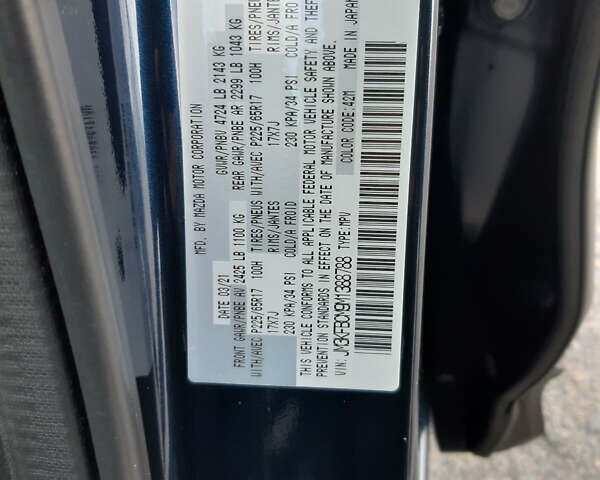 MFD. BY MAZDA MOTOR CORPORATION
DATE 03/21 GVWR/PNBV 4724 LB 2143 KG
FRONT GAWR/PNBE AV 2425 LB 1100 KG REAR GAWR/PNBE AR 2299 LB 1043 KG
WITH/AVEC P225/65R17 100H TIRES/PNEUS WITH/AVEC P225/65R17 100H TIRES/PNE
17X7J RIMS/JANTES 17X7J RIMS/JANTES
230 KPA/34 PSI COLD/A FROID 230 KPA/34 PSI COLD/A FRO
THIS VEHICLE CONFORMS TO ALL APPLICABLE FEDERAL MOTOR VEHICLE SAFETY AND THEF
PREVENTION STANDARDS IN EFFECT ON THE DATE OF MANUFACTURE SHOWN ABOVE.
VIN: JM3KFBCM9M1388788 TYPE: MPV COLOR CODE: 42M MADE IN JAPAN